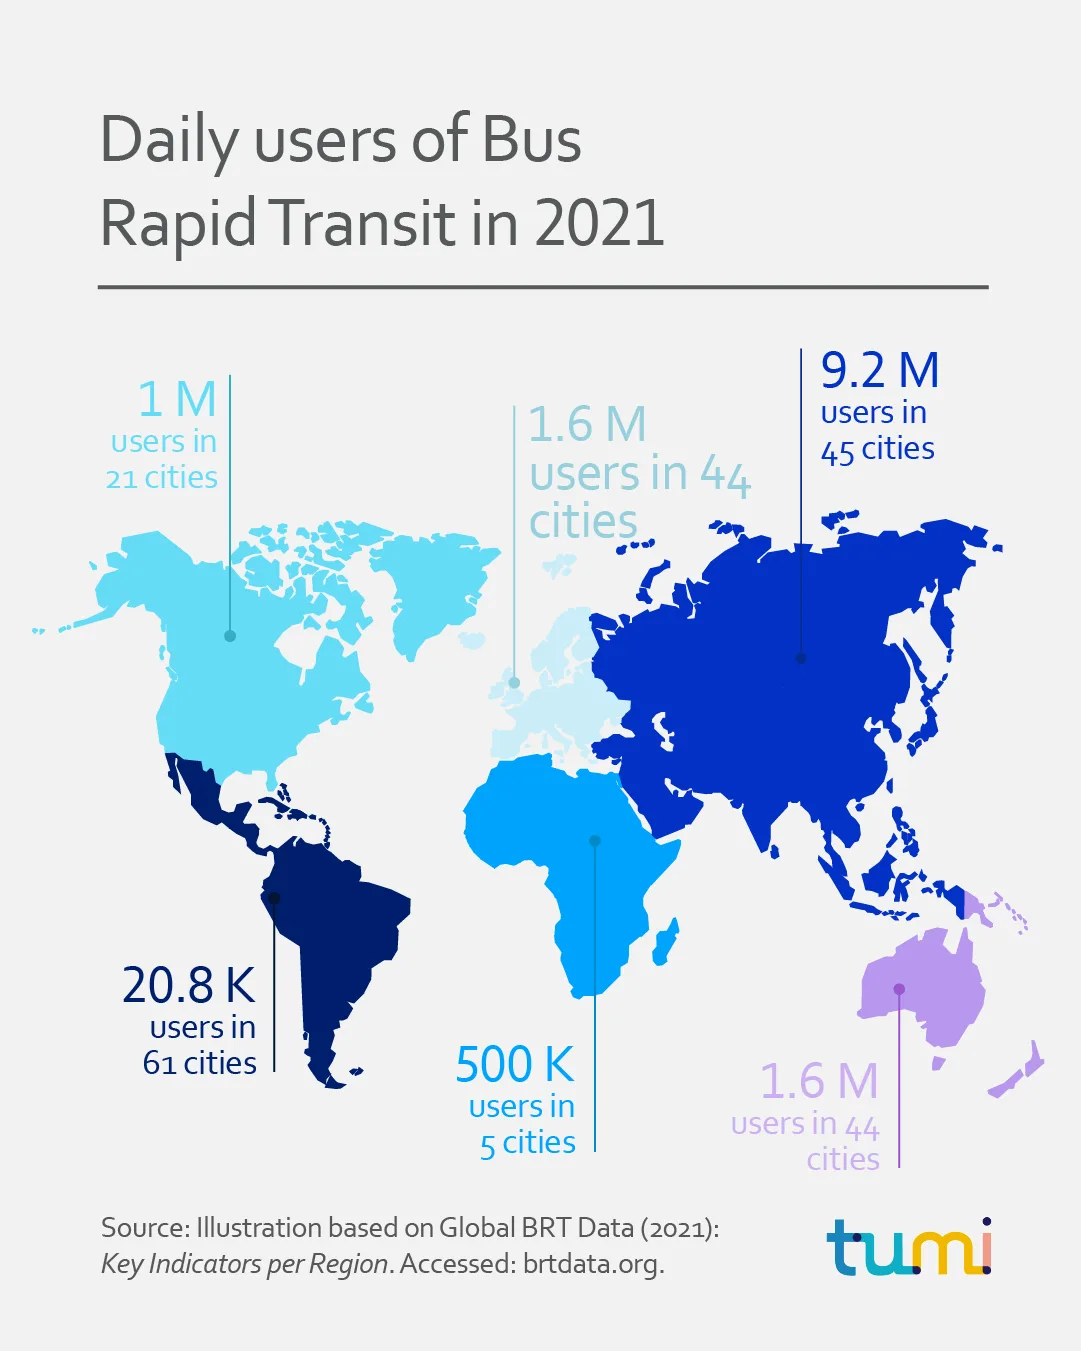 Daily users of Bus
Rapid Transit in 2021
1 M
users in
21 cities
1.6 M
users in 44
cities
9.2 M
users in
45 cities
20.8 K
users in
61 cities
500 K
users in
5 cities
1.6 M
users in 44
cities
Source: Illustration based on Global BRT Data (2021):
Key Indicators per Region. Accessed: brtdata.org.
tumi